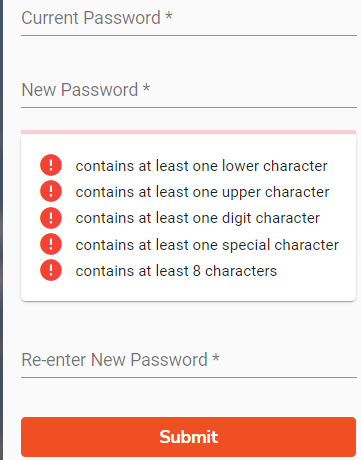 Current Password *
New Password *
contains at least one lower character
contains at least one upper character
contains at least one digit character
contains at least one special character
contains at least 8 characters
Re-enter New Password *
Submit